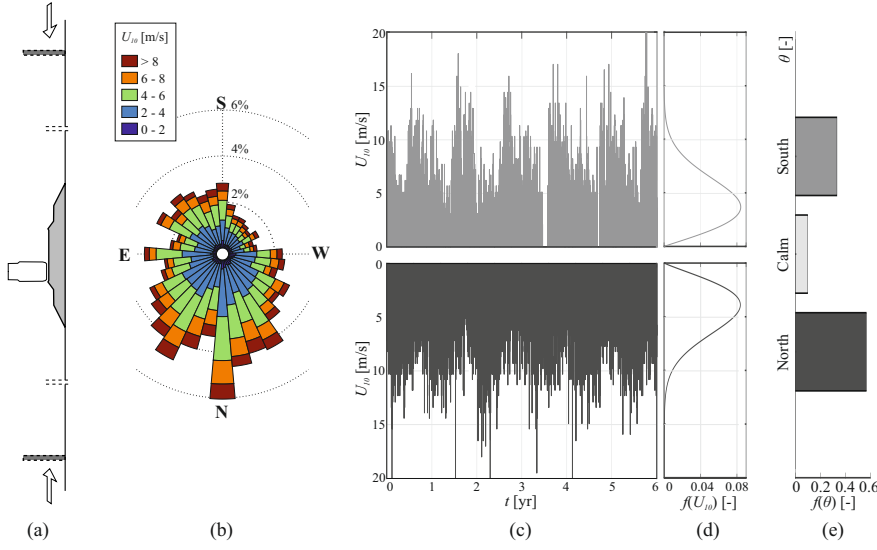 U₁₀ [m/s]
> 8
6 - 8
4 - 6
2 - 4
0 - 2
S
6%
4%
2%
E
W
N
20
15
10
5
0
U₁₀ [m/s]
0
5
10
15
20
U₁₀ [m/s]
0 1 2 3 4 5 6
t [yr]
0 0.04 0.08
f(U₁₀) [-]
θ [-]
South
Calm
North
0 0.2 0.4 0.6
f(θ) [-]
(a) (b) (c) (d) (e)